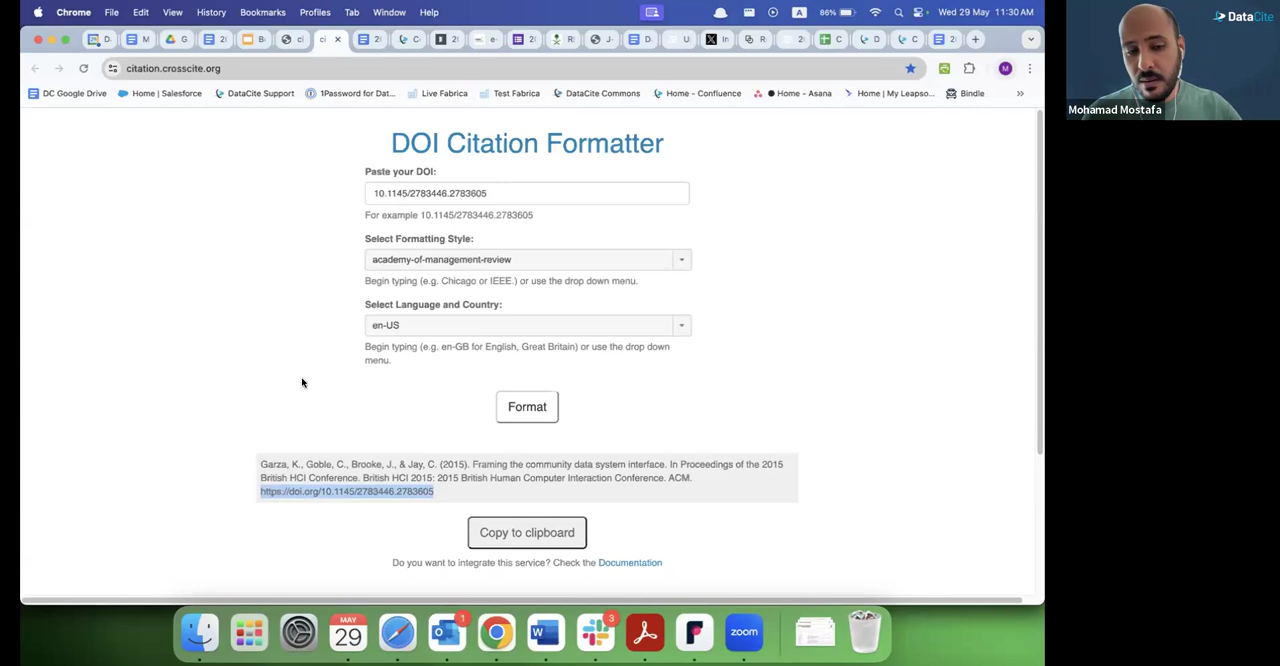 Chrome File Edit View History Bookmarks Profiles Tab Window Help
A 86% Wed 29 May 11:30 AM
citation.crosscite.org
M
DC Google Drive Home | Salesforce DataCite Support 1Password for Dat... Live Fabrica Test Fabrica DataCite Commons Home - Confluence Home - Asana Home | My Leapso... Bindle »
DOI Citation Formatter
Paste your DOI:
10.1145/2783446.2783605
For example 10.1145/2783446.2783605
Select Formatting Style:
academy-of-management-review
Begin typing (e.g. Chicago or IEEE.) or use the drop down menu.
Select Language and Country:
en-US
Begin typing (e.g. en-GB for English, Great Britain) or use the drop down
menu.
Format
Garza, K., Goble, C., Brooke, J., & Jay, C. (2015). Framing the community data system interface. In Proceedings of the 2015
British HCI Conference. British HCI 2015: 2015 British Human Computer Interaction Conference. ACM.
https://doi.org/10.1145/2783446.2783605
Copy to clipboard
Do you want to integrate this service? Check the Documentation
MAY
29
1
W
3
zoom
DataCite
Mohamad Mostafa